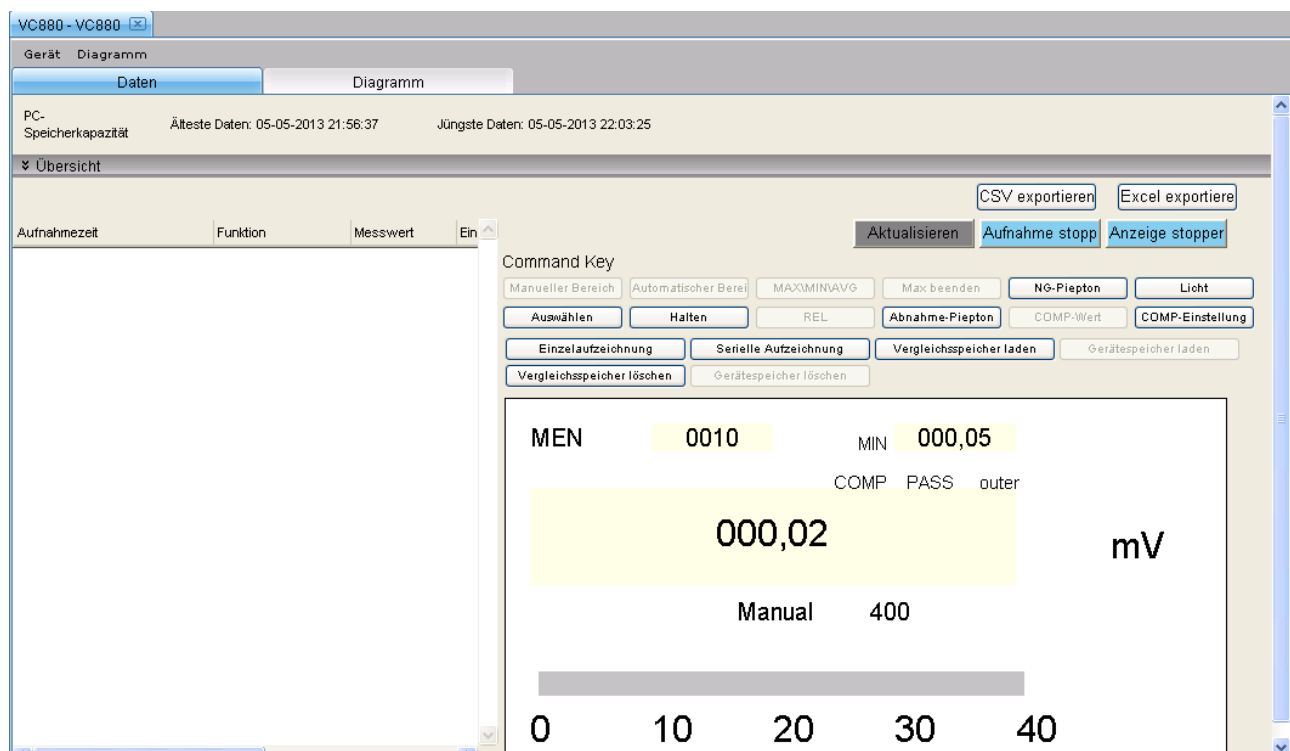 VC880 - VC880
Gerät Diagramm
Daten Diagramm
PC-
Speicherkapazität
Älteste Daten: 05-05-2013 21:56:37 Jüngste Daten: 05-05-2013 22:03:25
Übersicht
CSV exportieren Excel exportiere
Aufnahmezeit Funktion Messwert Ein
Aktualisieren Aufnahme stopp Anzeige stopper
Command Key
Manueller Bereich Automatischer Berei MAX\MIN\AVG Max beenden NG-Piepton Licht
Auswählen Halten REL Abnahme-Piepton COMP-Wert COMP-Einstellung
Einzelaufzeichnung Serielle Aufzeichnung Vergleichsspeicher laden Gerätespeicher laden
Vergleichsspeicher löschen Gerätespeicher löschen
MEN 0010 MIN 000,05
COMP PASS outer
000,02 mV
Manual 400
0 10 20 30 40